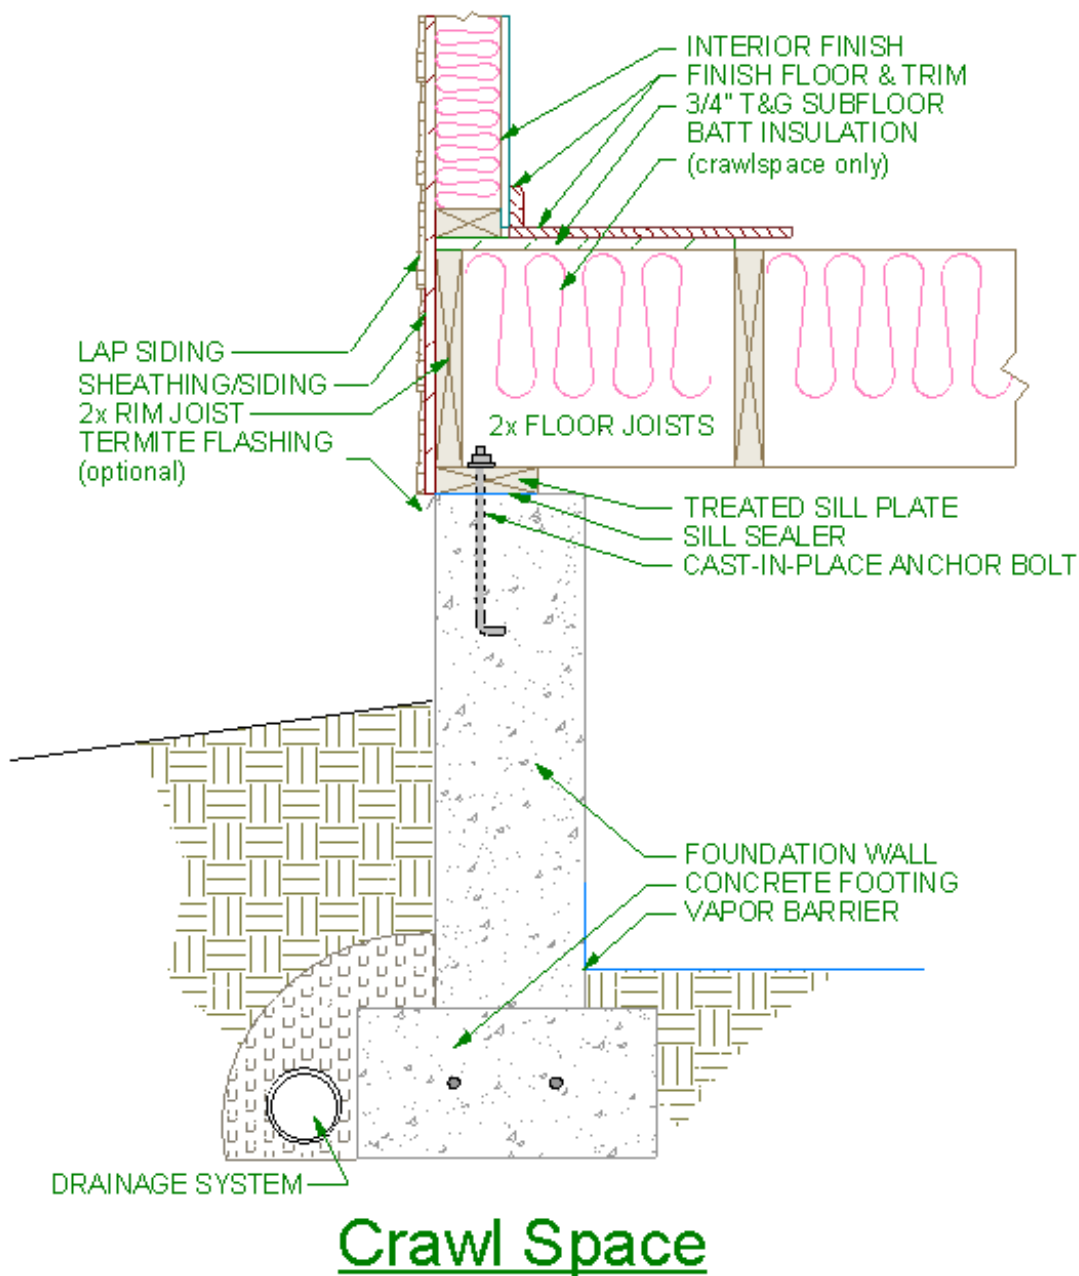 INTERIOR FINISH
FINISH FLOOR & TRIM
3/4" T&G SUBFLOOR
BATT INSULATION
(crawlspace only)
LAP SIDING
SHEATHING/SIDING
2x RIM JOIST
TERMITE FLASHING
(optional)
2x FLOOR JOISTS
TREATED SILL PLATE
SILL SEALER
CAST-IN-PLACE ANCHOR BOLT
FOUNDATION WALL
CONCRETE FOOTING
VAPOR BARRIER
DRAINAGE SYSTEM
Crawl Space